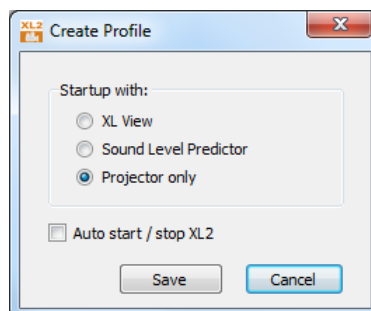 XL2
Create Profile
Startup with:
XL View
Sound Level Predictor
Projector only
Auto start / stop XL2
Save
Cancel